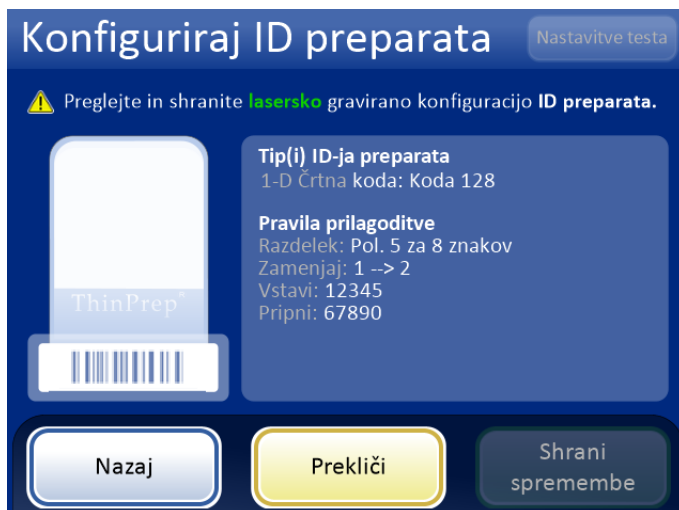 Konfiguriraj ID preparata
Nastavitve testa
Preglejte in shranite lasersko gravirano konfiguracijo ID preparata.
Tip(i) ID-ja preparata
1-D Črtna koda: Koda 128
Pravila prilagoditve
Razdelek: Pol. 5 za 8 znakov
Zamenjaj: 1 --> 2
Vstavi: 12345
Pripni: 67890
ThinPrep®
Nazaj
Prekliči
Shrani
spremembe